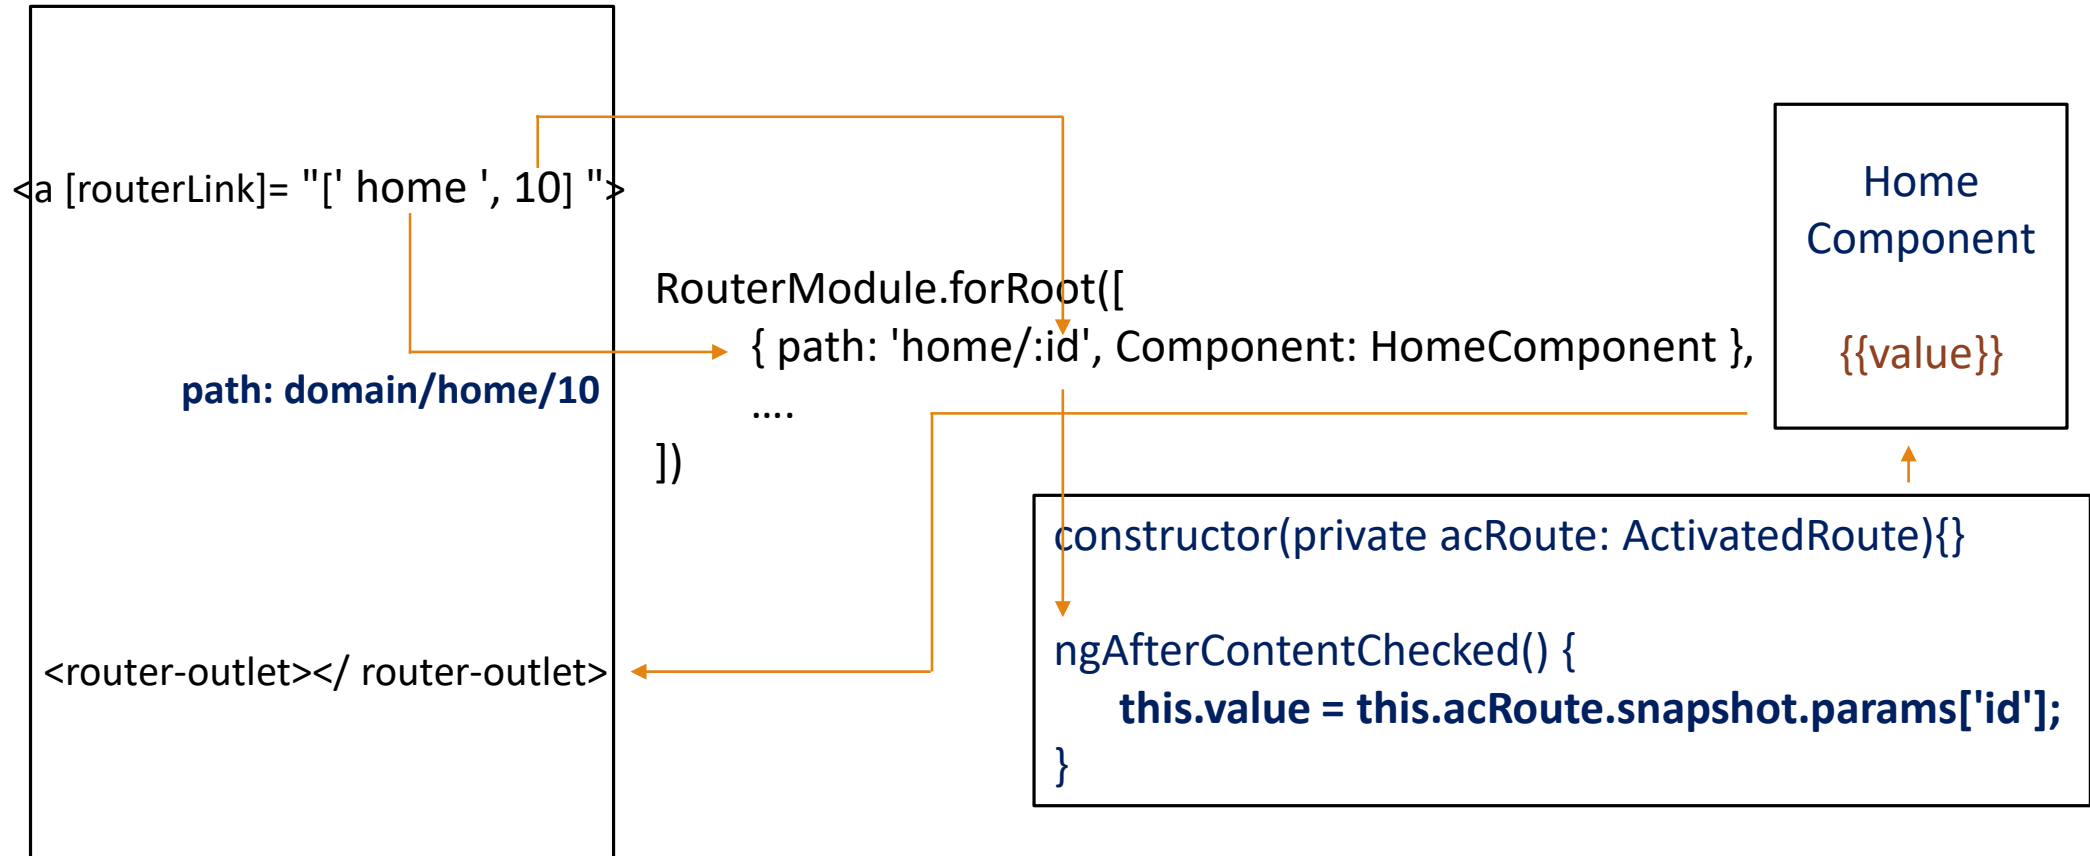 <a [routerLink]= "[' home ', 10] ">
path: domain/home/10
<router-outlet></ router-outlet>
RouterModule.forRoot([
{ path: 'home/:id', Component: HomeComponent },
....
])
Home
Component
{{value}}
constructor(private acRoute: ActivatedRoute){}
ngAfterContentChecked() {
this.value = this.acRoute.snapshot.params['id'];
}